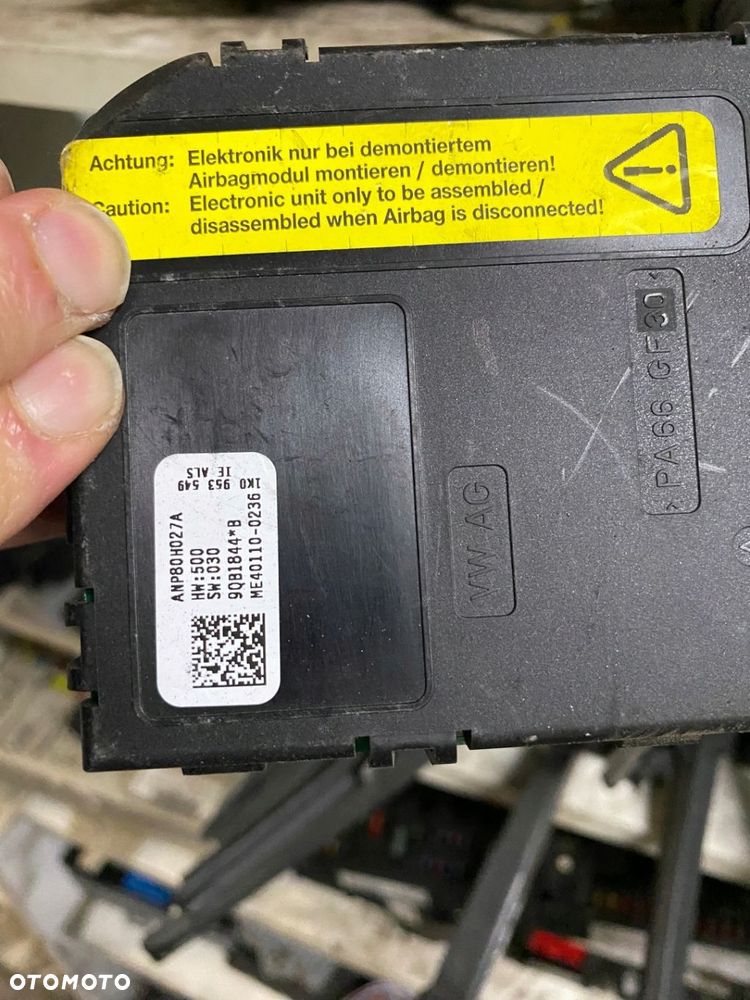 Achtung: Elektronik nur bei demontiertem
Airbagmodul montieren / demontieren!
Caution: Electronic unit only to be assembled /
disassembled when Airbag is disconnected!
>PA66 GF30<
VW AG
1K0 953 549
IE ALS
ANP80H027A
HW:500
SW:030
9QB1844*B
ME40110-0236
OTOMOTO